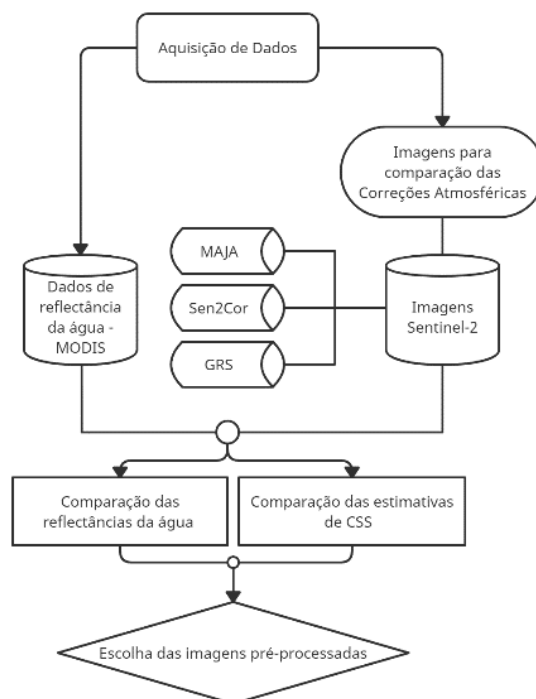 Aquisição de Dados
Imagens para
comparação das
Correções Atmosféricas
MAJA
Sen2Cor
GRS
Dados de
reflectância
da água -
MODIS
Imagens
Sentinel-2
Comparação das
reflectâncias da água
Comparação das estimativas
de CSS
Escolha das imagens pré-processadas